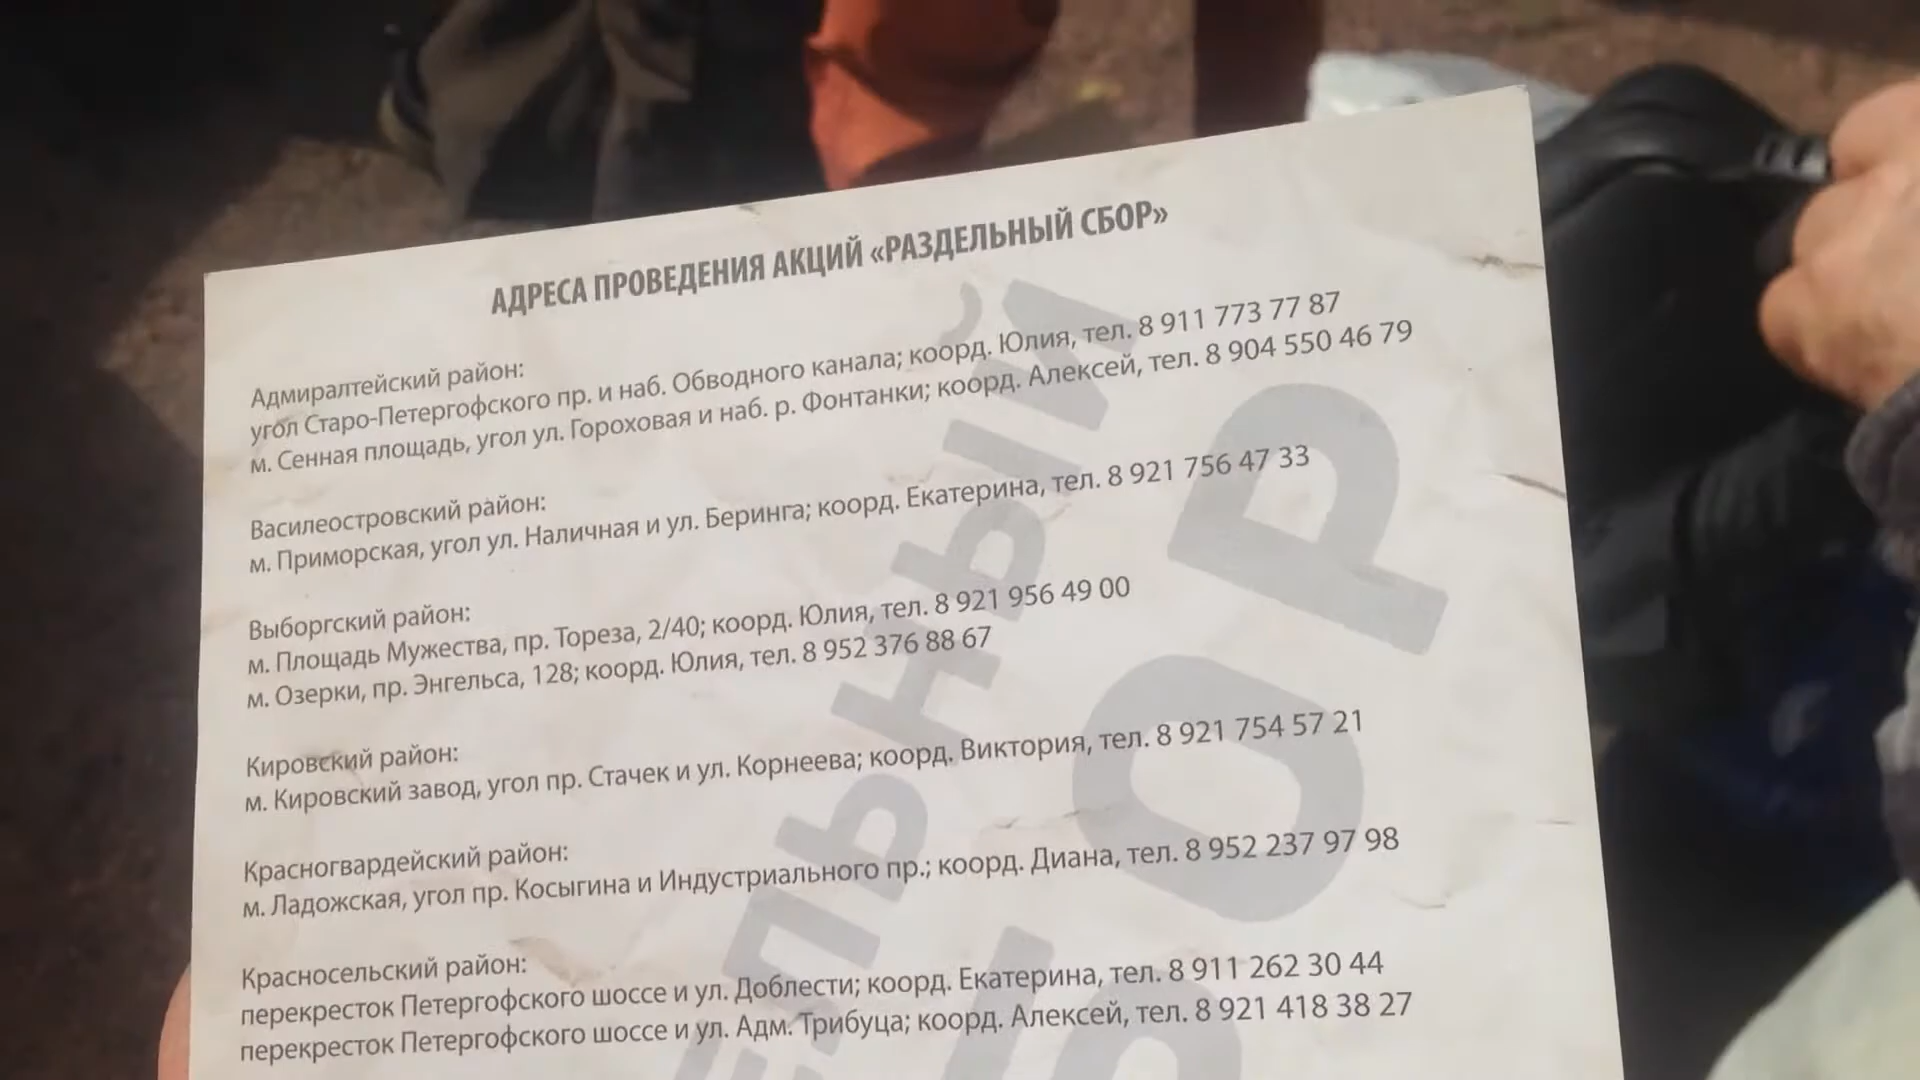 АДРЕСА ПРОВЕДЕНИЯ АКЦИЙ «РАЗДЕЛЬНЫЙ СБОР»
Адмиралтейский район:
угол Старо-Петергофского пр. и наб. Обводного канала; коорд. Юлия, тел. 8 911 773 77 87
м. Сенная площадь, угол ул. Гороховая и наб. р. Фонтанки; коорд. Алексей, тел. 8 904 550 46 79
Василеостровский район:
м. Приморская, угол ул. Наличная и ул. Беринга; коорд. Екатерина, тел. 8 921 756 47 33
Выборгский район:
м. Площадь Мужества, пр. Тореза, 2/40; коорд. Юлия, тел. 8 921 956 49 00
м. Озерки, пр. Энгельса, 128; коорд. Юлия, тел. 8 952 376 88 67
Кировский район:
м. Кировский завод, угол пр. Стачек и ул. Корнеева; коорд. Виктория, тел. 8 921 754 57 21
Красногвардейский район:
м. Ладожская, угол пр. Косыгина и Индустриального пр.; коорд. Диана, тел. 8 952 237 97 98
Красносельский район:
перекресток Петергофского шоссе и ул. Доблести; коорд. Екатерина, тел. 8 911 262 30 44
перекресток Петергофского шоссе и ул. Адм. Трибуца; коорд. Алексей, тел. 8 921 418 38 27